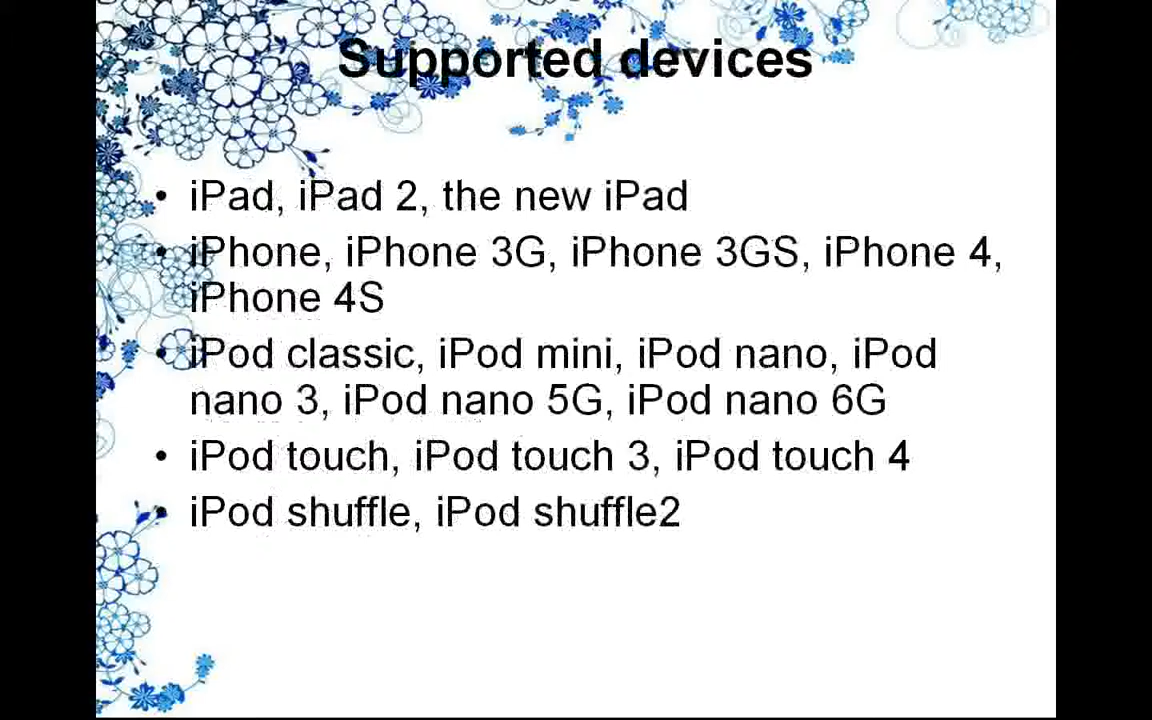 Supported devices
• iPad, iPad 2, the new iPad
• iPhone, iPhone 3G, iPhone 3GS, iPhone 4,
iPhone 4S
• iPod classic, iPod mini, iPod nano, iPod
nano 3, iPod nano 5G, iPod nano 6G
• iPod touch, iPod touch 3, iPod touch 4
• iPod shuffle, iPod shuffle2